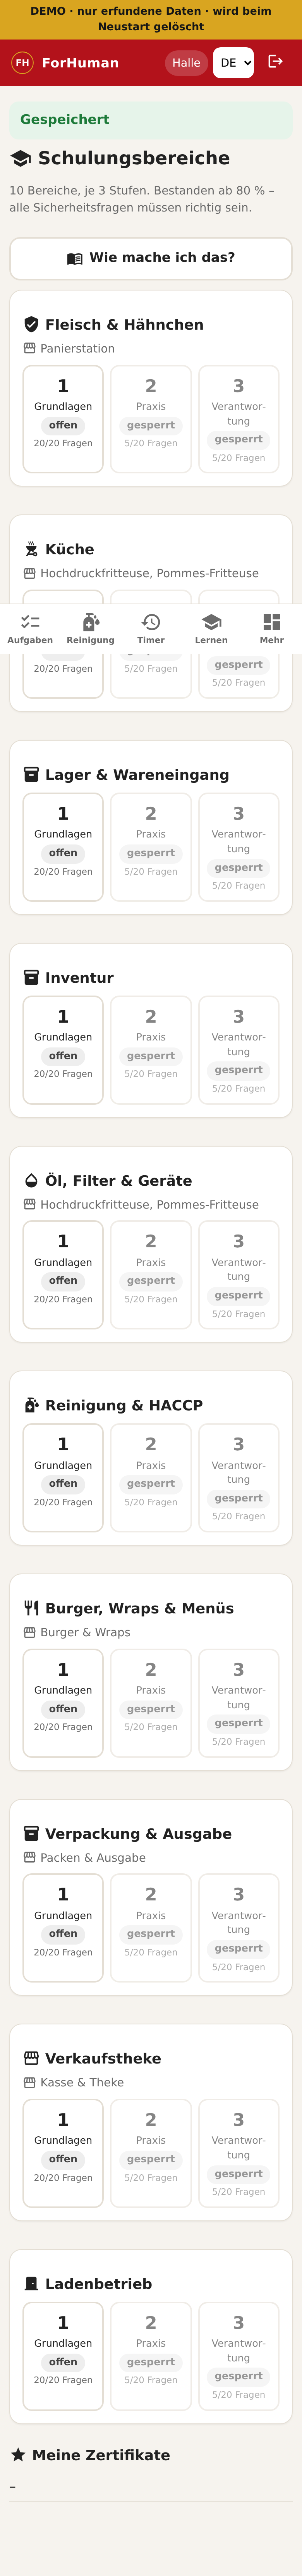 DEMO · nur erfundene Daten · wird beim
Neustart gelöscht
FH ForHuman Halle DE
Gespeichert
Schulungsbereiche
10 Bereiche, je 3 Stufen. Bestanden ab 80 % –
alle Sicherheitsfragen müssen richtig sein.
Wie mache ich das?
Fleisch & Hähnchen
Panierstation
1 2 3
Grundlagen Praxis Verantwor-
tung
offen gesperrt gesperrt
20/20 Fragen 5/20 Fragen 5/20 Fragen
Küche
Hochdruckfritteuse, Pommes-Fritteuse
Aufgaben Reinigung Timer Lernen Mehr
20/20 Fragen 5/20 Fragen 5/20 Fragen
Lager & Wareneingang
1 2 3
Grundlagen Praxis Verantwor-
tung
offen gesperrt gesperrt
20/20 Fragen 5/20 Fragen 5/20 Fragen
Inventur
1 2 3
Grundlagen Praxis Verantwor-
tung
offen gesperrt gesperrt
20/20 Fragen 5/20 Fragen 5/20 Fragen
Öl, Filter & Geräte
Hochdruckfritteuse, Pommes-Fritteuse
1 2 3
Grundlagen Praxis Verantwor-
tung
offen gesperrt gesperrt
20/20 Fragen 5/20 Fragen 5/20 Fragen
Reinigung & HACCP
1 2 3
Grundlagen Praxis Verantwor-
tung
offen gesperrt gesperrt
20/20 Fragen 5/20 Fragen 5/20 Fragen
Burger, Wraps & Menüs
Burger & Wraps
1 2 3
Grundlagen Praxis Verantwor-
tung
offen gesperrt gesperrt
20/20 Fragen 5/20 Fragen 5/20 Fragen
Verpackung & Ausgabe
Packen & Ausgabe
1 2 3
Grundlagen Praxis Verantwor-
tung
offen gesperrt gesperrt
20/20 Fragen 5/20 Fragen 5/20 Fragen
Verkaufstheke
Kasse & Theke
1 2 3
Grundlagen Praxis Verantwor-
tung
offen gesperrt gesperrt
20/20 Fragen 5/20 Fragen 5/20 Fragen
Ladenbetrieb
1 2 3
Grundlagen Praxis Verantwor-
tung
offen gesperrt gesperrt
20/20 Fragen 5/20 Fragen 5/20 Fragen
Meine Zertifikate
–